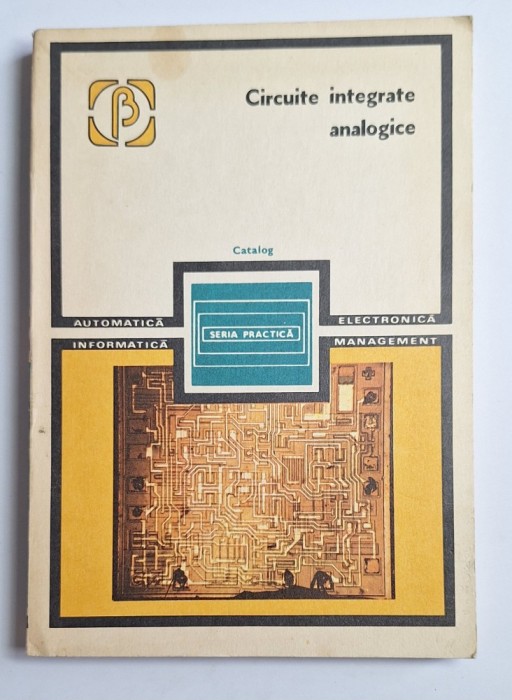 β
Circuite integrate
analogice
Catalog
AUTOMATICĂ
ELECTRONICĂ
SERIA PRACTICĂ
INFORMATICĂ
MANAGEMENT